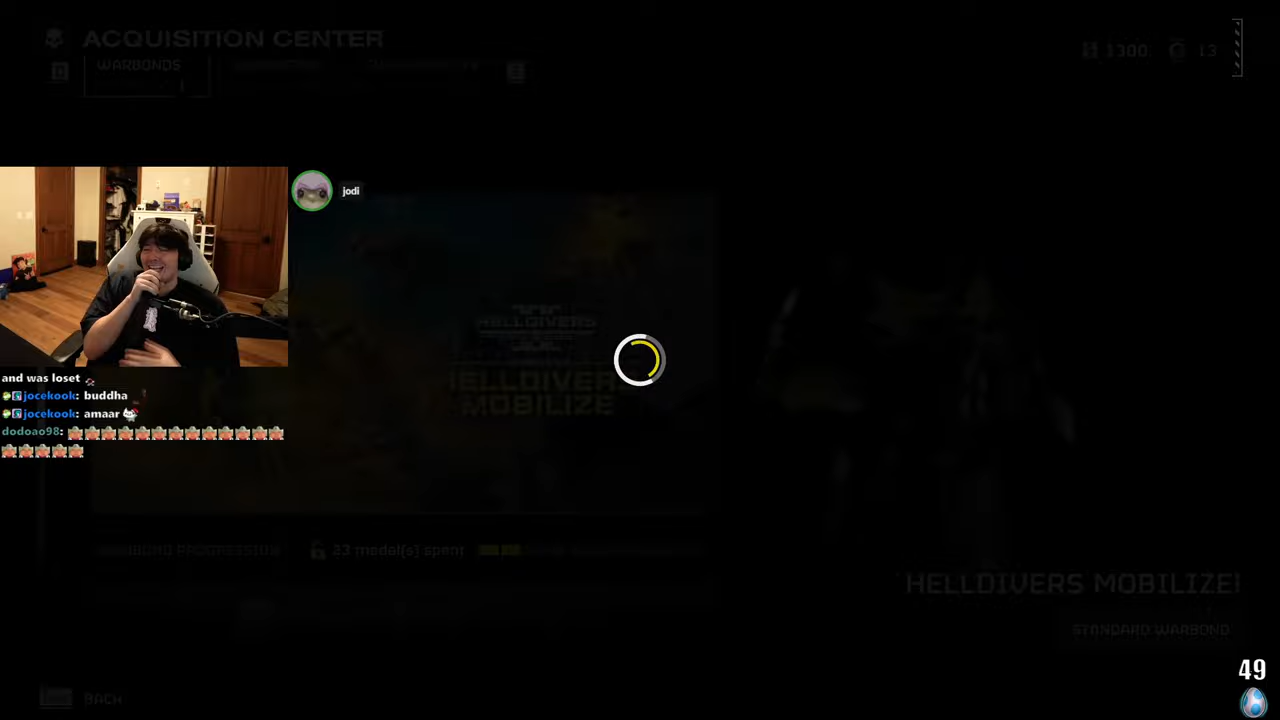 ACQUISITION CENTER
1300
13
WARBONDS
jodi
HELLDIVERS
HELLDIVERS
MOBILIZE
and was loset
jocekook: buddha
jocekook: amaar
dodoao98:
23 medal(s) spent
HELLDIVERS MOBILIZE!
STANDARD WARBOND
49
BACK